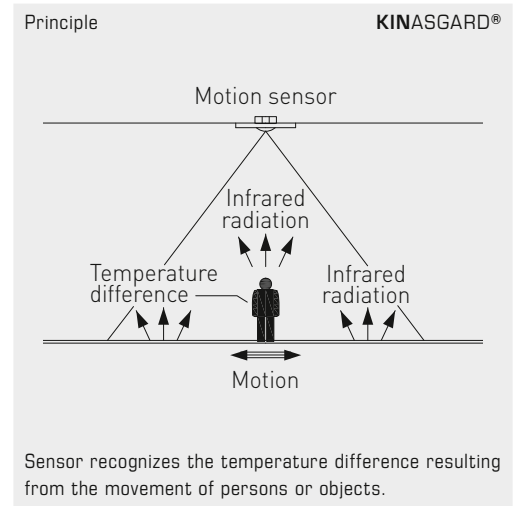 Principle KINASGARD®
Motion sensor
Infrared
radiation
Temperature
difference
Infrared
radiation
Motion
Sensor recognizes the temperature difference resulting
from the movement of persons or objects.